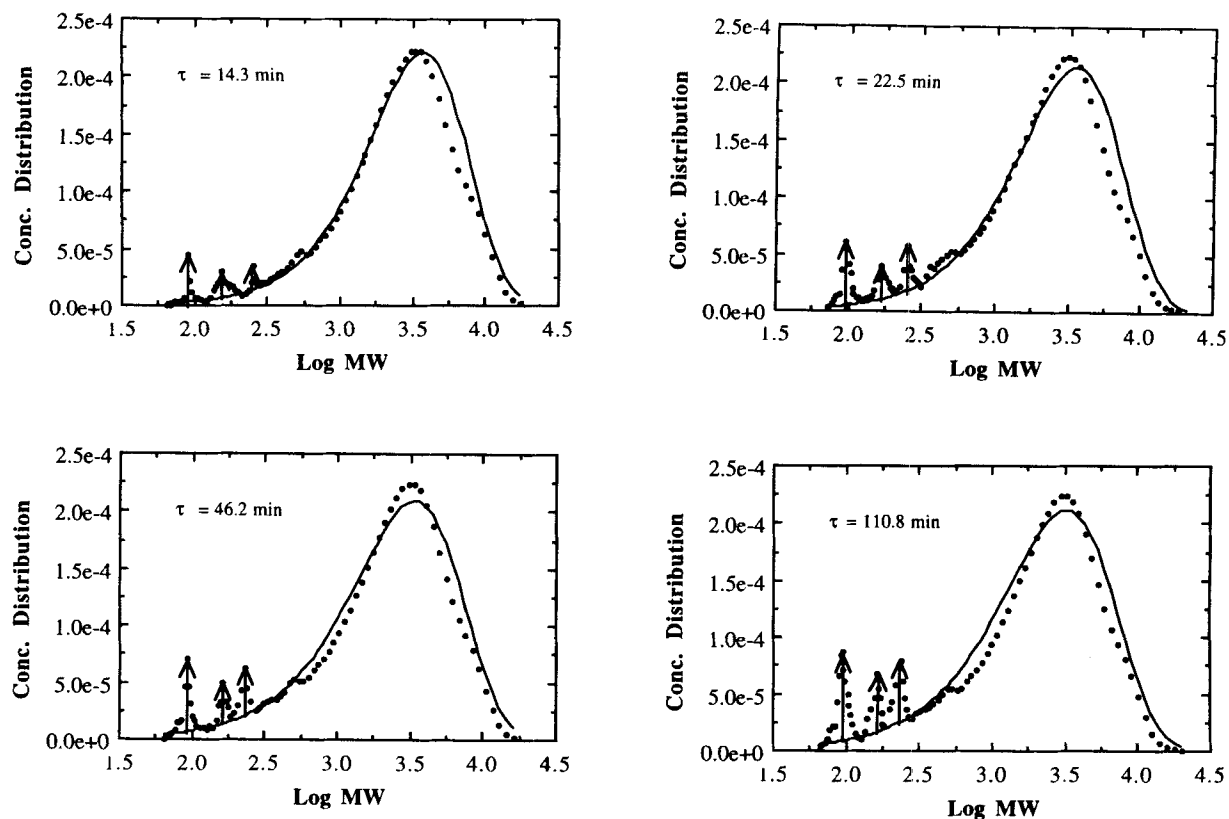 2.5e-4
2.0e-4
1.5e-4
1.0e-4
5.0e-5
0.0e+0
Conc. Distribution
τ = 14.3 min
1.5 2.0 2.5 3.0 3.5 4.0 4.5
Log MW
2.5e-4
2.0e-4
1.5e-4
1.0e-4
5.0e-5
0.0e+0
Conc. Distribution
τ = 22.5 min
1.5 2.0 2.5 3.0 3.5 4.0 4.5
Log MW
2.5e-4
2.0e-4
1.5e-4
1.0e-4
5.0e-5
0.0e+0
Conc. Distribution
τ = 46.2 min
1.5 2.0 2.5 3.0 3.5 4.0 4.5
Log MW
2.5e-4
2.0e-4
1.5e-4
1.0e-4
5.0e-5
0.0e+0
Conc. Distribution
τ = 110.8 min
1.5 2.0 2.5 3.0 3.5 4.0 4.5
Log MW